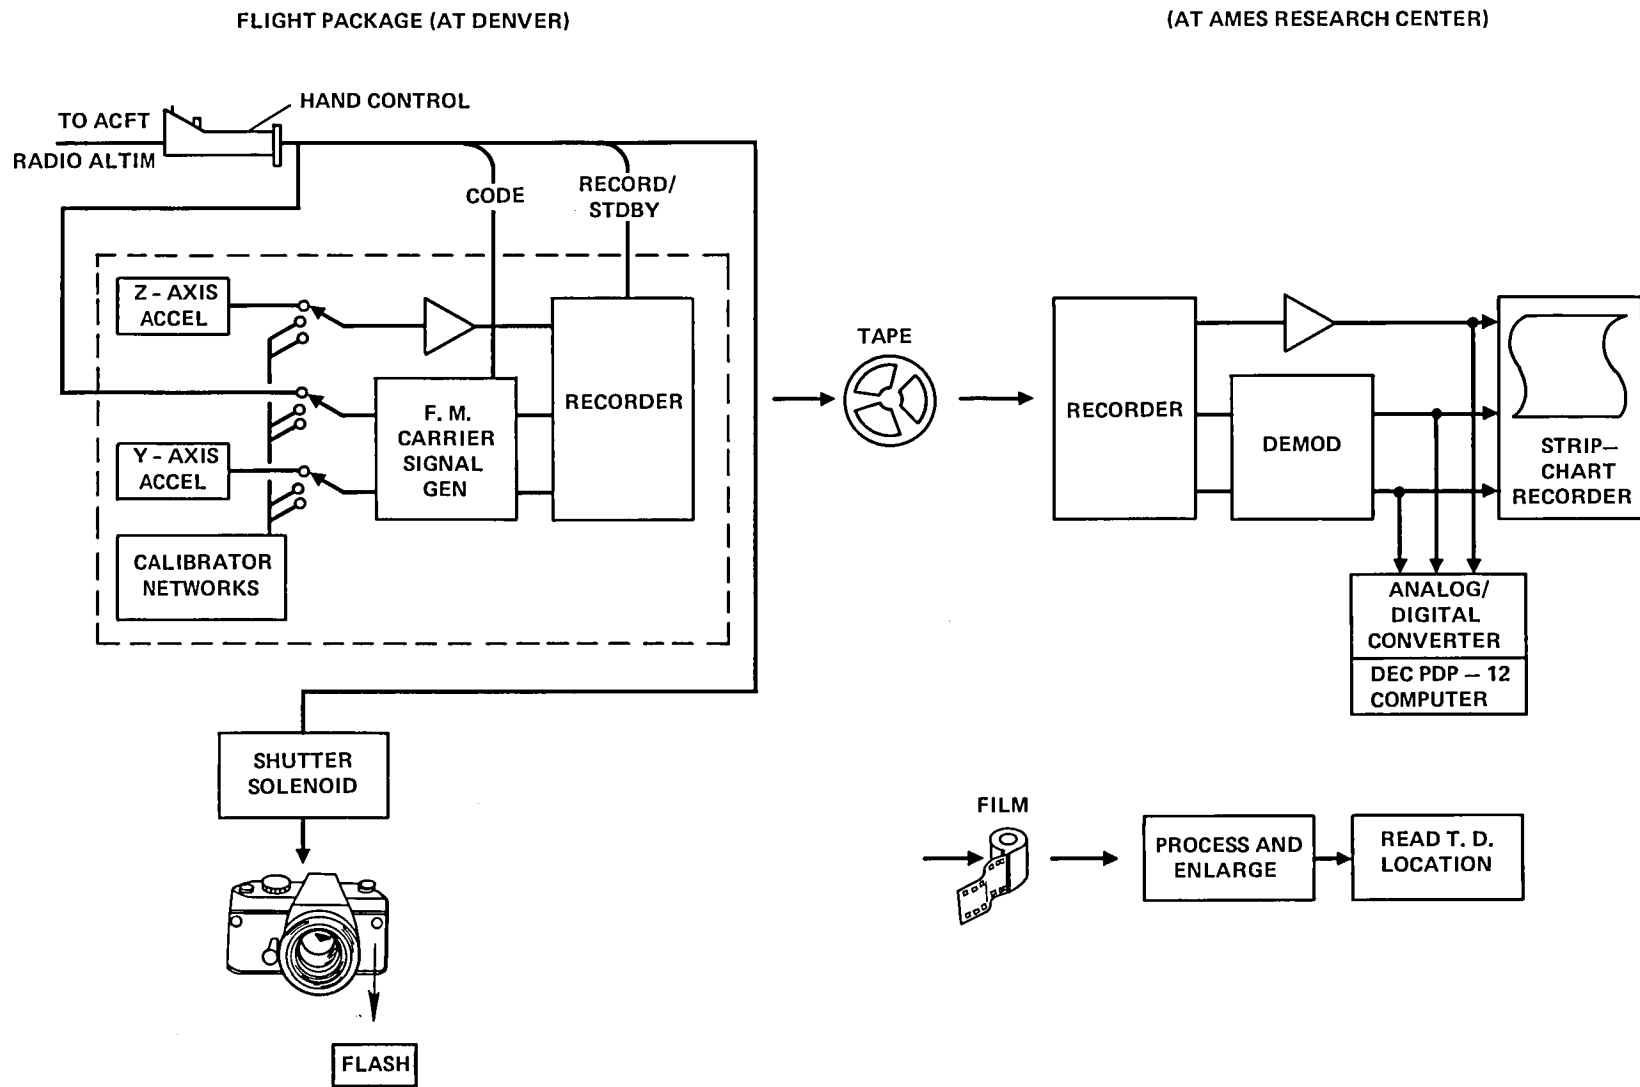 FLIGHT PACKAGE (AT DENVER)
(AT AMES RESEARCH CENTER)
HAND CONTROL
TO ACFT
RADIO ALTIM
CODE
RECORD/
STDBY
Z - AXIS
ACCEL
Y - AXIS
ACCEL
CALIBRATOR
NETWORKS
F. M.
CARRIER
SIGNAL
GEN
RECORDER
TAPE
RECORDER
DEMOD
STRIP—
CHART
RECORDER
ANALOG/
DIGITAL
CONVERTER
DEC PDP — 12
COMPUTER
SHUTTER
SOLENOID
FLASH
FILM
PROCESS AND
ENLARGE
READ T. D.
LOCATION